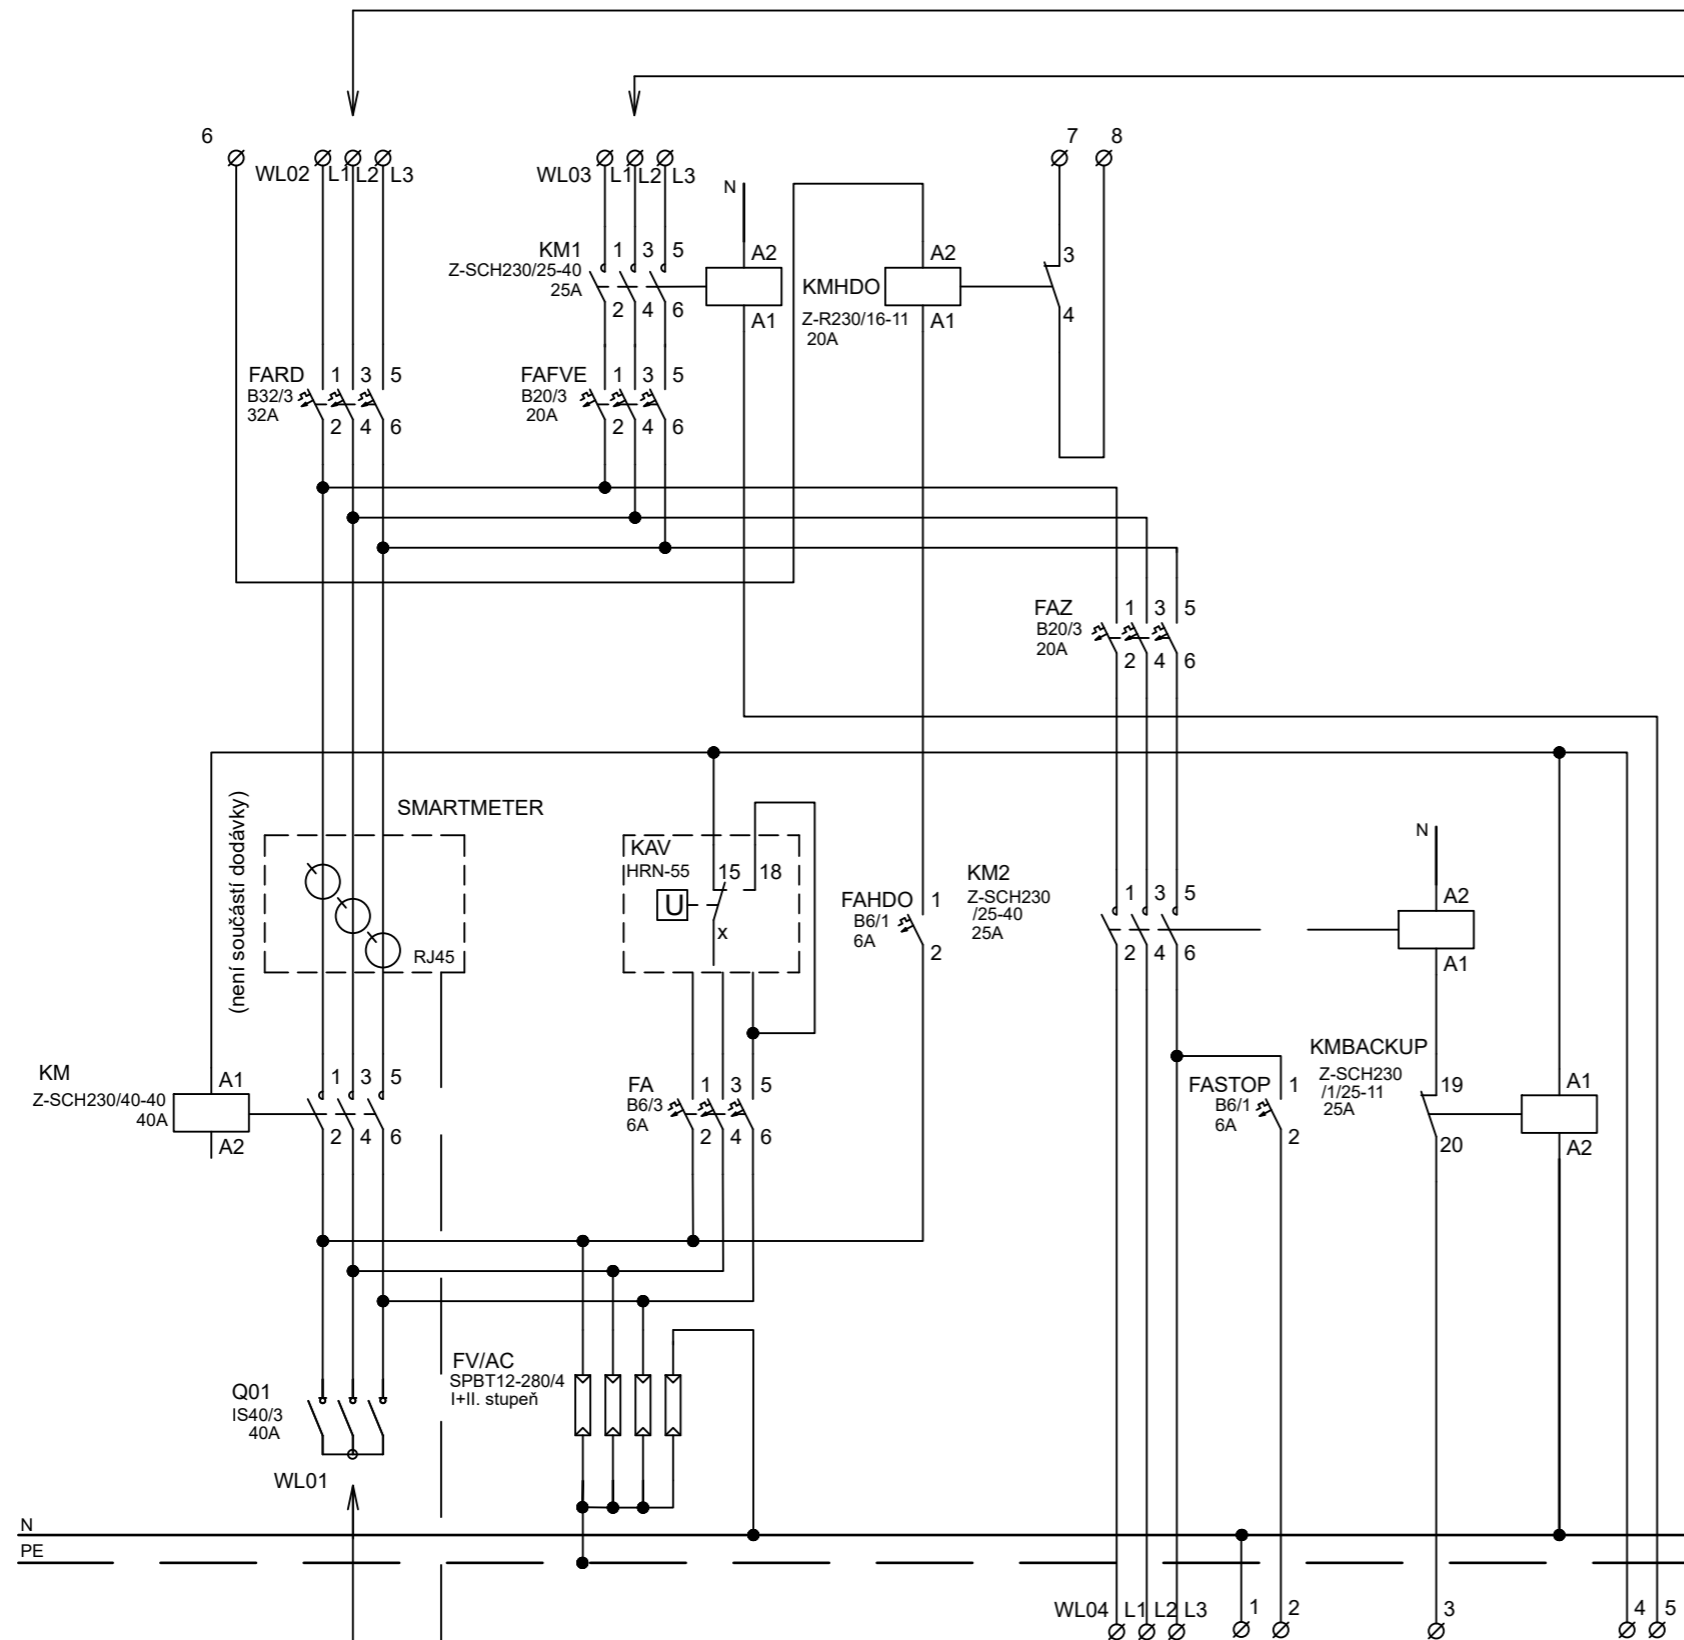 6
7
8
WL02 L1 L2 L3
WL03 L1 L2 L3
N
KM1 1 3 5
Z-SCH230/25-40
25A
2 4 6
A2
A1
KMHDO
Z-R230/16-11
20A
A2
A1
3
4
FARD 1 3 5
B32/3
32A
2 4 6
FAFVE 1 3 5
B20/3
20A
2 4 6
FAZ 1 3 5
B20/3
20A
2 4 6
(není součástí dodávky)
SMARTMETER
RJ45
KAV
HRN-55
15 18
U
x
FAHDO 1
B6/1
6A
2
KM2
Z-SCH230
/25-40
25A
1 3 5
2 4 6
N
A2
A1
KM
Z-SCH230/40-40
40A
A1
A2
1 3 5
2 4 6
FA 1 3 5
B6/3
6A
2 4 6
FASTOP 1
B6/1
6A
2
KMBACKUP
Z-SCH230
/1/25-11
25A
19
20
A1
A2
FV/AC
SPBT12-280/4
I+II. stupeň
Q01
IS40/3
40A
WL01
N
PE
WL04 L1 L2 L3 1 2 3 4 5